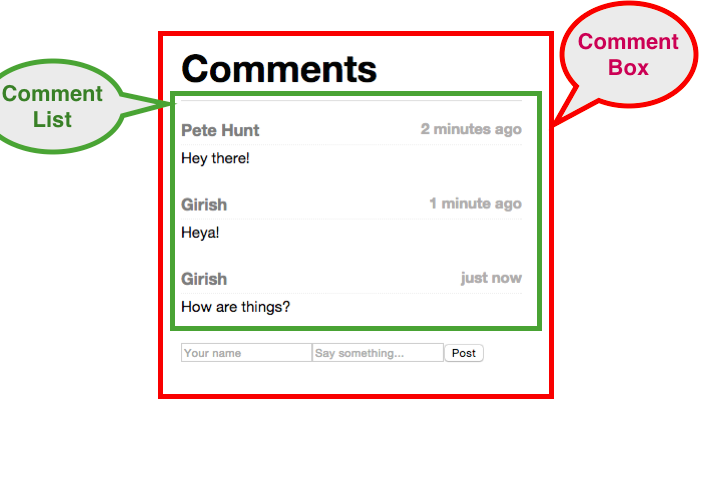 Comment
Box
Comments
Comment
List
Pete Hunt 2 minutes ago
Hey there!
Girish 1 minute ago
Heya!
Girish just now
How are things?
Your name Say something... Post